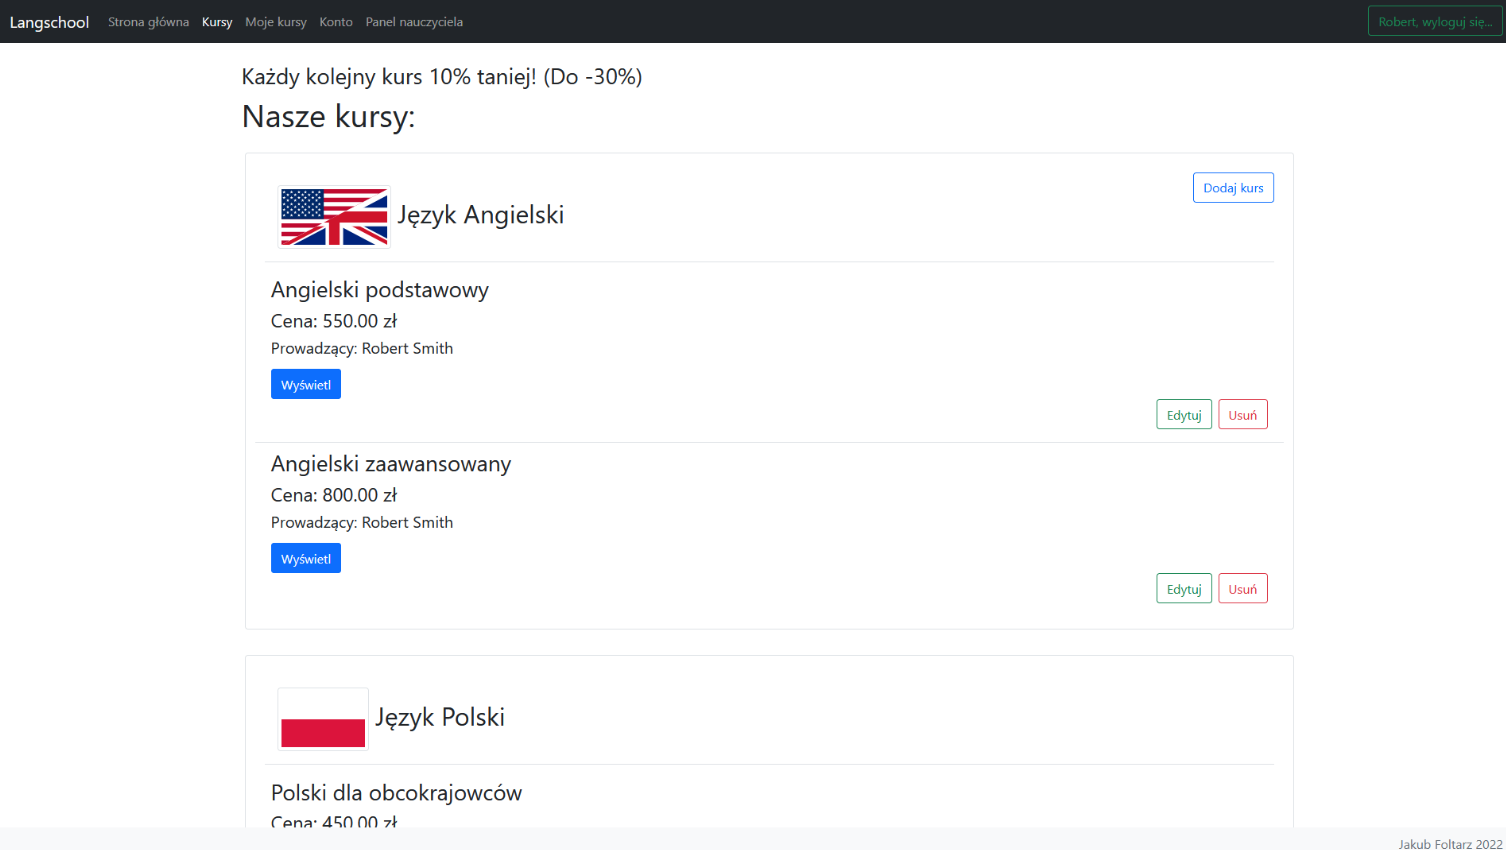 Langschool Strona główna Kursy Moje kursy Konto Panel nauczyciela Robert, wyloguj się...
Każdy kolejny kurs 10% taniej! (Do -30%)
Nasze kursy:
Dodaj kurs
Język Angielski
Angielski podstawowy
Cena: 550.00 zł
Prowadzący: Robert Smith
Wyświetl
Edytuj Usuń
Angielski zaawansowany
Cena: 800.00 zł
Prowadzący: Robert Smith
Wyświetl
Edytuj Usuń
Język Polski
Polski dla obcokrajowców
Cena: 450.00 zł
Jakub Foltarz 2022